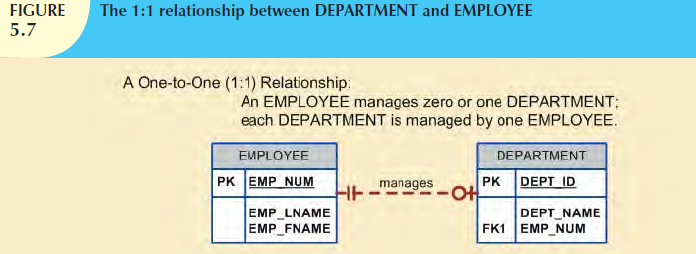 FIGURE
5.7
The 1:1 relationship between DEPARTMENT and EMPLOYEE
A One-to-One (1:1) Relationship:
An EMPLOYEE manages zero or one DEPARTMENT;
each DEPARTMENT is managed by one EMPLOYEE.
EMPLOYEE
PK EMP_NUM
EMP_LNAME
EMP_FNAME
manages
DEPARTMENT
PK DEPT_ID
DEPT_NAME
FK1 EMP_NUM